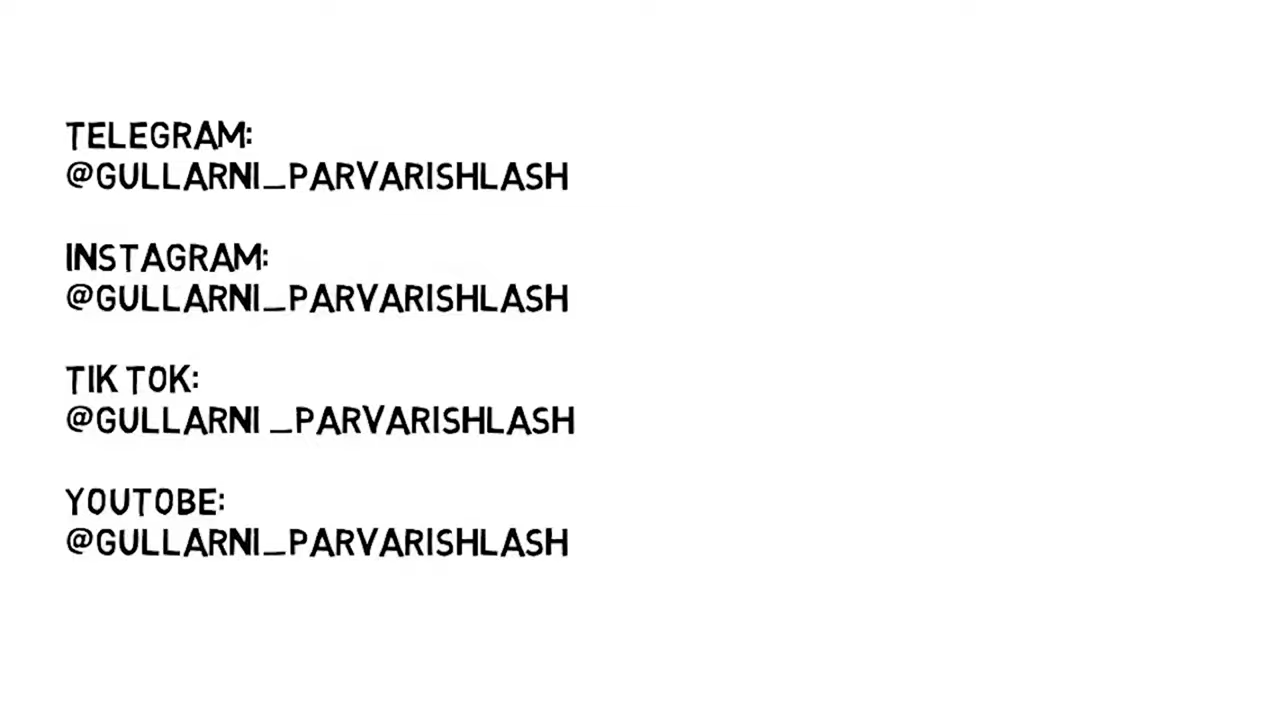 TELEGRAM:
@GULLARNI_PARVARISHLASH
INSTAGRAM:
@GULLARNI_PARVARISHLASH
TIK TOK:
@GULLARNI _PARVARISHLASH
YOUTOBE:
@GULLARNI_PARVARISHLASH